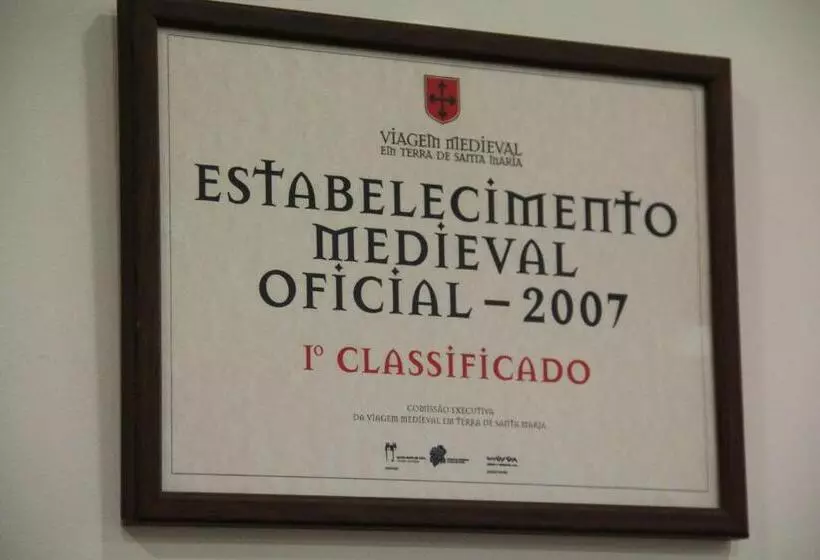 VIAGEM MEDIEVAL
EM TERRA DE SANTA MARIA
ESTABELECIMENTO
MEDIEVAL
OFICIAL – 2007
1º CLASSIFICADO
COMISSÃO EXECUTIVA
DA VIAGEM MEDIEVAL EM TERRA DE SANTA MARIA